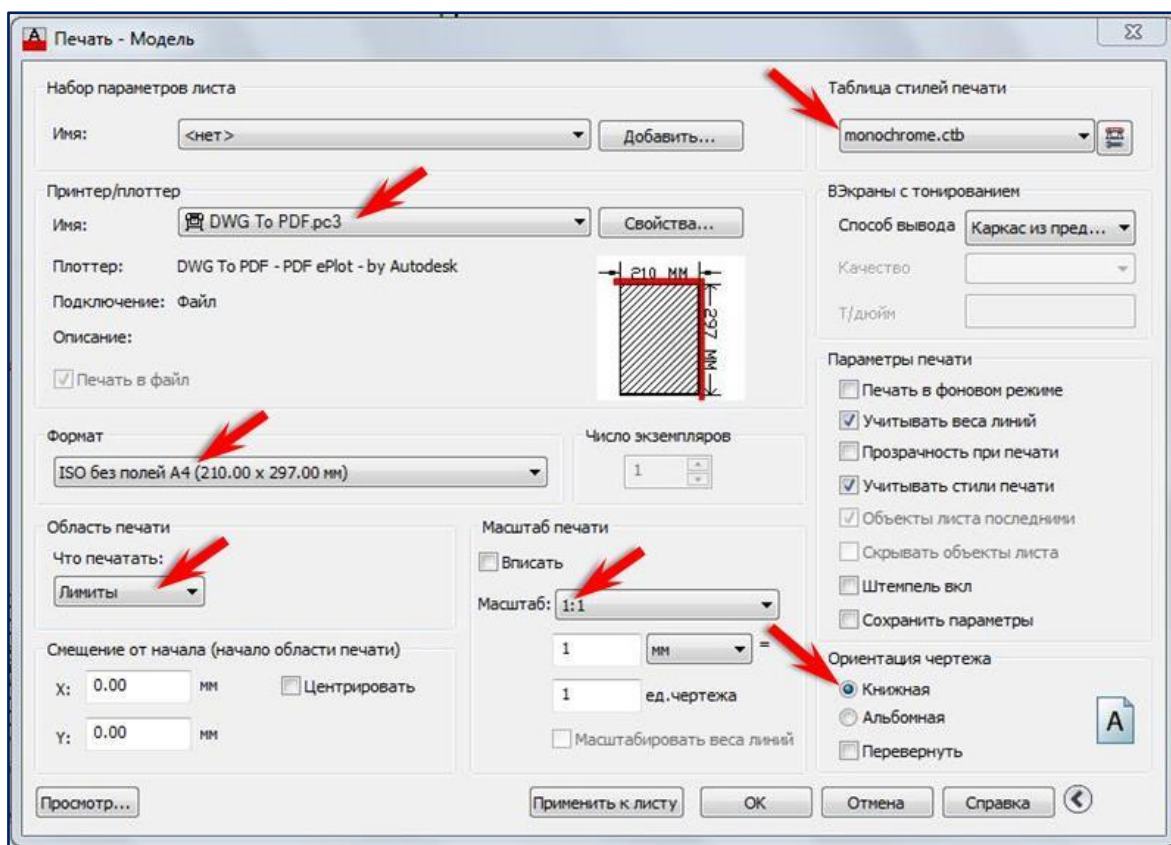 Печать - Модель
Набор параметров листа
Имя: <нет> Добавить...
Таблица стилей печати
monochrome.ctb
Принтер/плоттер
Имя: DWG To PDF.pc3 Свойства...
Плоттер: DWG To PDF - PDF ePlot - by Autodesk
Подключение: Файл
Описание:
Печать в файл
210 MM
297 MM
ВЭкраны с тонированием
Способ вывода Каркас из пред...
Качество
Т/дюйм
Формат
ISO без полей A4 (210.00 x 297.00 мм)
Число экземпляров
1
Параметры печати
Печать в фоновом режиме
Учитывать веса линий
Прозрачность при печати
Учитывать стили печати
Объекты листа последними
Скрывать объекты листа
Штемпель вкл
Сохранить параметры
Область печати
Что печатать:
Лимиты
Масштаб печати
Вписать
Масштаб: 1:1
1 мм =
1 ед.чертежа
Масштабировать веса линий
Смещение от начала (начало области печати)
X: 0.00 мм Центрировать
Y: 0.00 мм
Ориентация чертежа
Книжная
Альбомная
Перевернуть
A
Просмотр... Применить к листу OK Отмена Справка